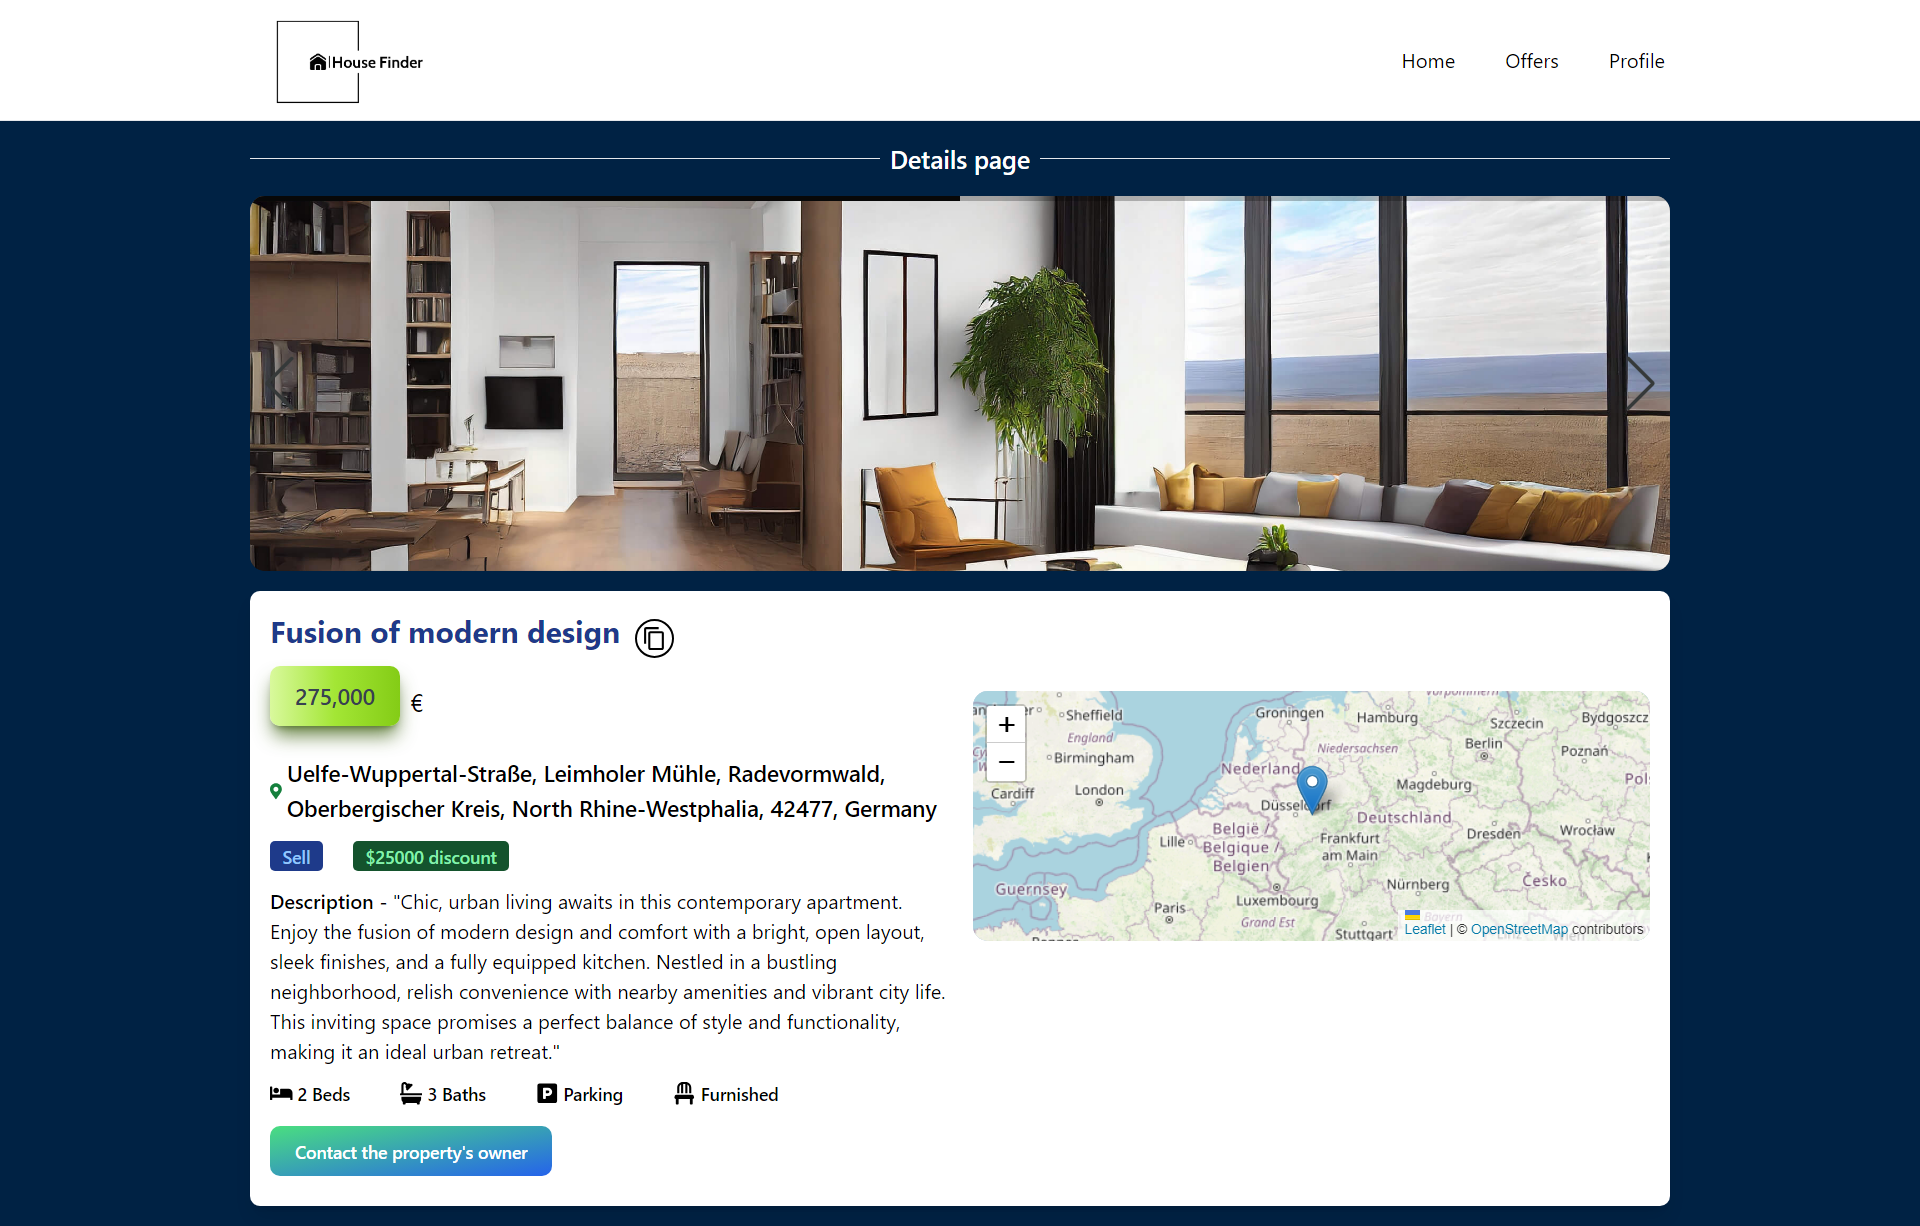 House Finder
Home
Offers
Profile
Details page
Fusion of modern design
275,000
€
Uelfe-Wuppertal-Straße, Leimholer Mühle, Radevormwald,
Oberbergischer Kreis, North Rhine-Westphalia, 42477, Germany
Sell
$25000 discount
Description - "Chic, urban living awaits in this contemporary apartment.
Enjoy the fusion of modern design and comfort with a bright, open layout,
sleek finishes, and a fully equipped kitchen. Nestled in a bustling
neighborhood, relish convenience with nearby amenities and vibrant city life.
This inviting space promises a perfect balance of style and functionality,
making it an ideal urban retreat."
2 Beds
3 Baths
P
Parking
Furnished
Contact the property's owner
+
−
Sheffield
England
Birmingham
Cardiff
London
Guernsey
Groningen
Hamburg
Szczecin
Bydgoszcz
Niedersachsen
Berlin
Poznań
Nederland
Magdeburg
Düsseldorf
Deutschland
België /
Belgique /
Belgien
Lille
Frankfurt
am Main
Dresden
Wrocław
Nürnberg
Česko
Luxembourg
Paris
Grand Est
Stuttgart
Bayern
Leaflet | © OpenStreetMap contributors